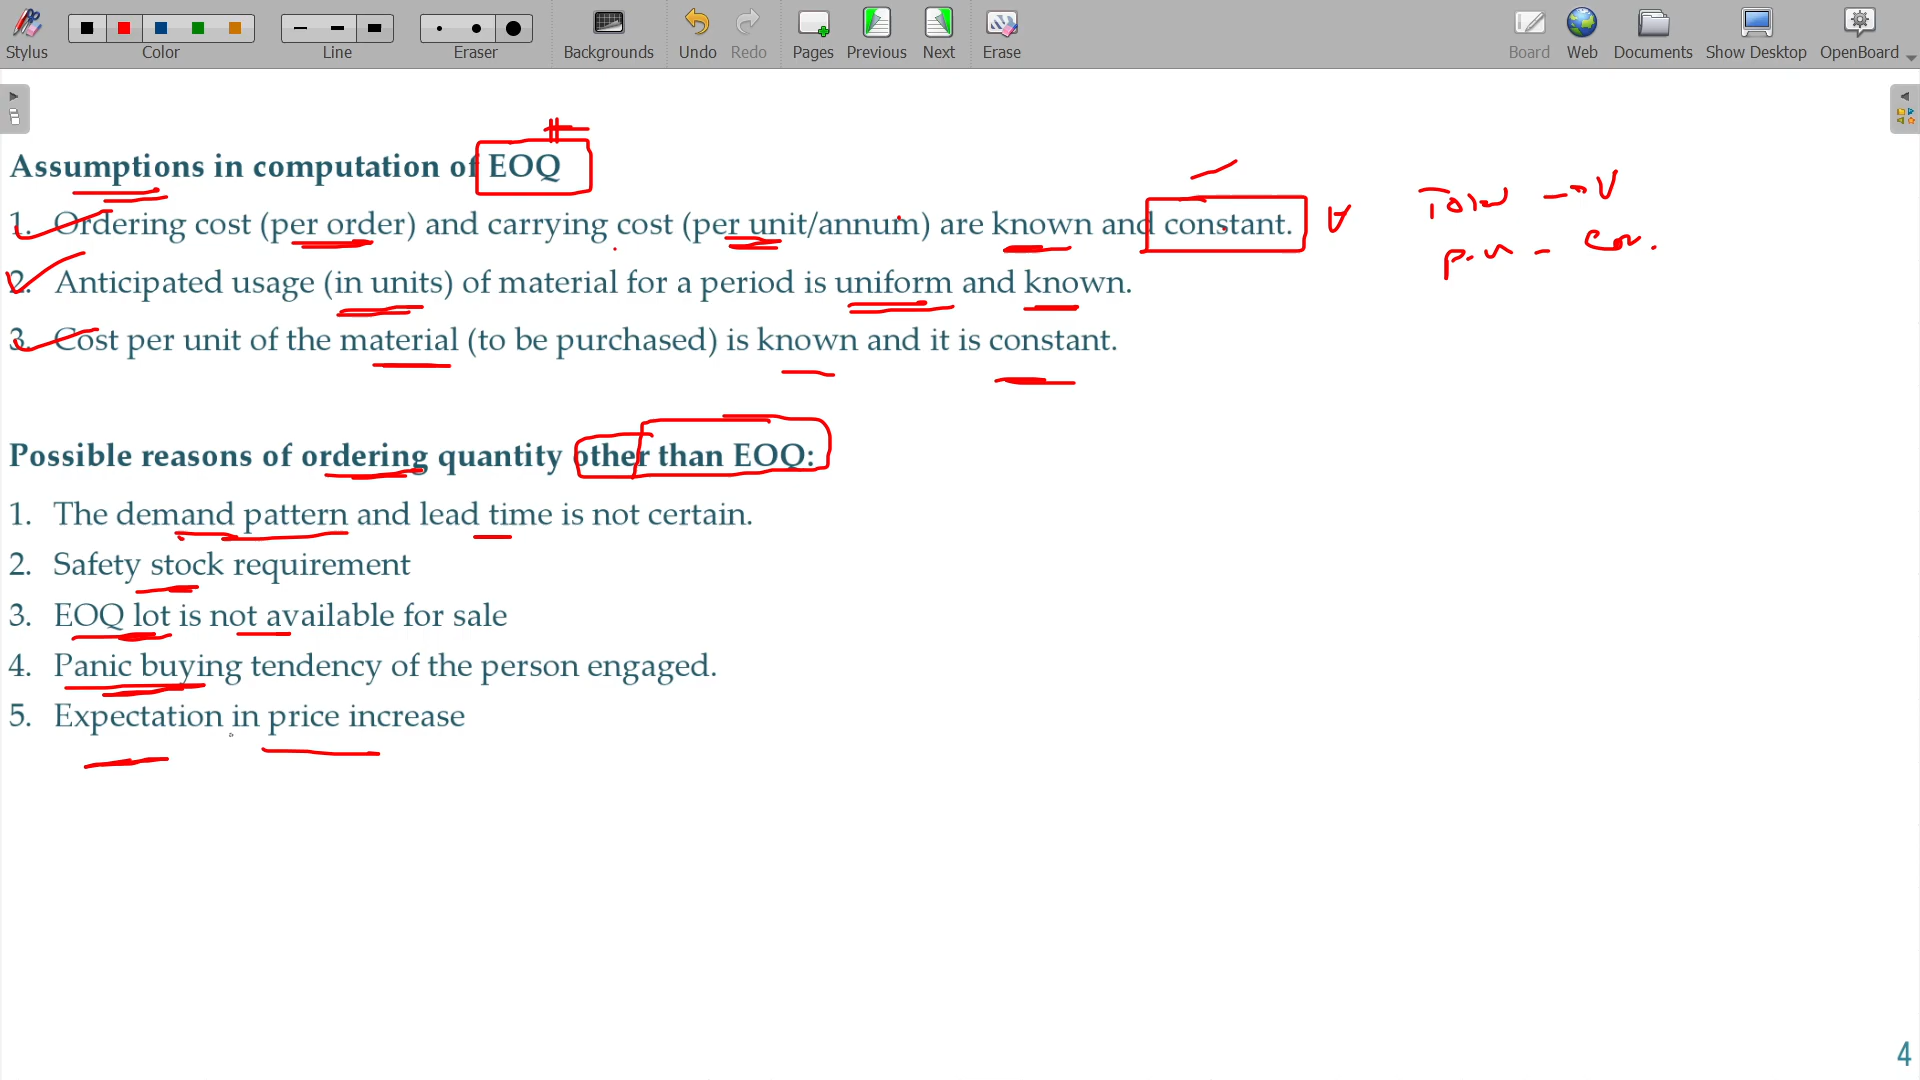 Stylus Color Line Eraser Backgrounds Undo Redo Pages Previous Next Erase Board Web Documents Show Desktop OpenBoard
Assumptions in computation of EOQ
1. Ordering cost (per order) and carrying cost (per unit/annum) are known and constant.
2. Anticipated usage (in units) of material for a period is uniform and known.
3. Cost per unit of the material (to be purchased) is known and it is constant.
Total → V
p.u - Con.
Possible reasons of ordering quantity other than EOQ:
1. The demand pattern and lead time is not certain.
2. Safety stock requirement
3. EOQ lot is not available for sale
4. Panic buying tendency of the person engaged.
5. Expectation in price increase
4